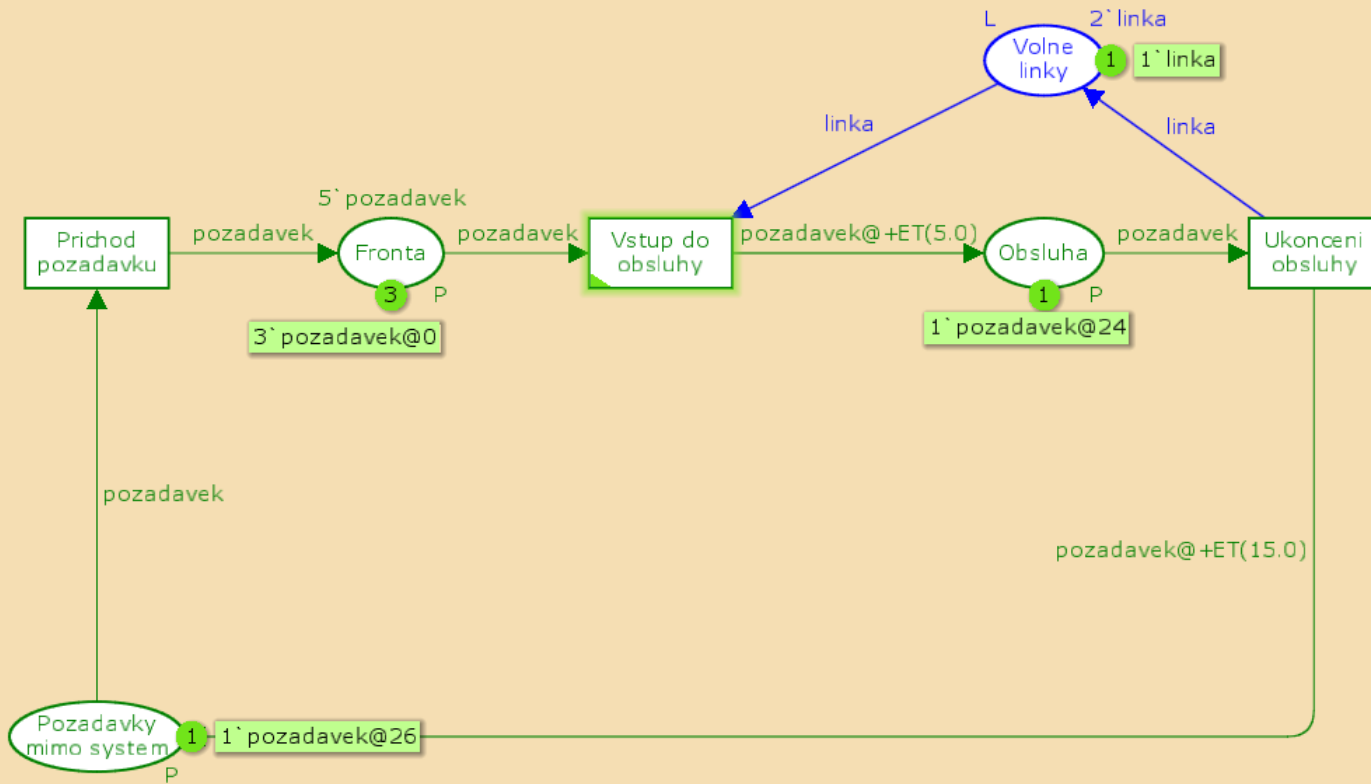 L
2`linka
Volne
linky
1
1`linka
linka
linka
5`pozadavek
Prichod
pozadavku
pozadavek
Fronta
pozadavek
Vstup do
obsluhy
pozadavek@+ET(5.0)
Obsluha
pozadavek
Ukonceni
obsluhy
3
P
1
P
3`pozadavek@0
1`pozadavek@24
pozadavek
pozadavek@+ET(15.0)
Pozadavky
mimo system
1
1`pozadavek@26
P